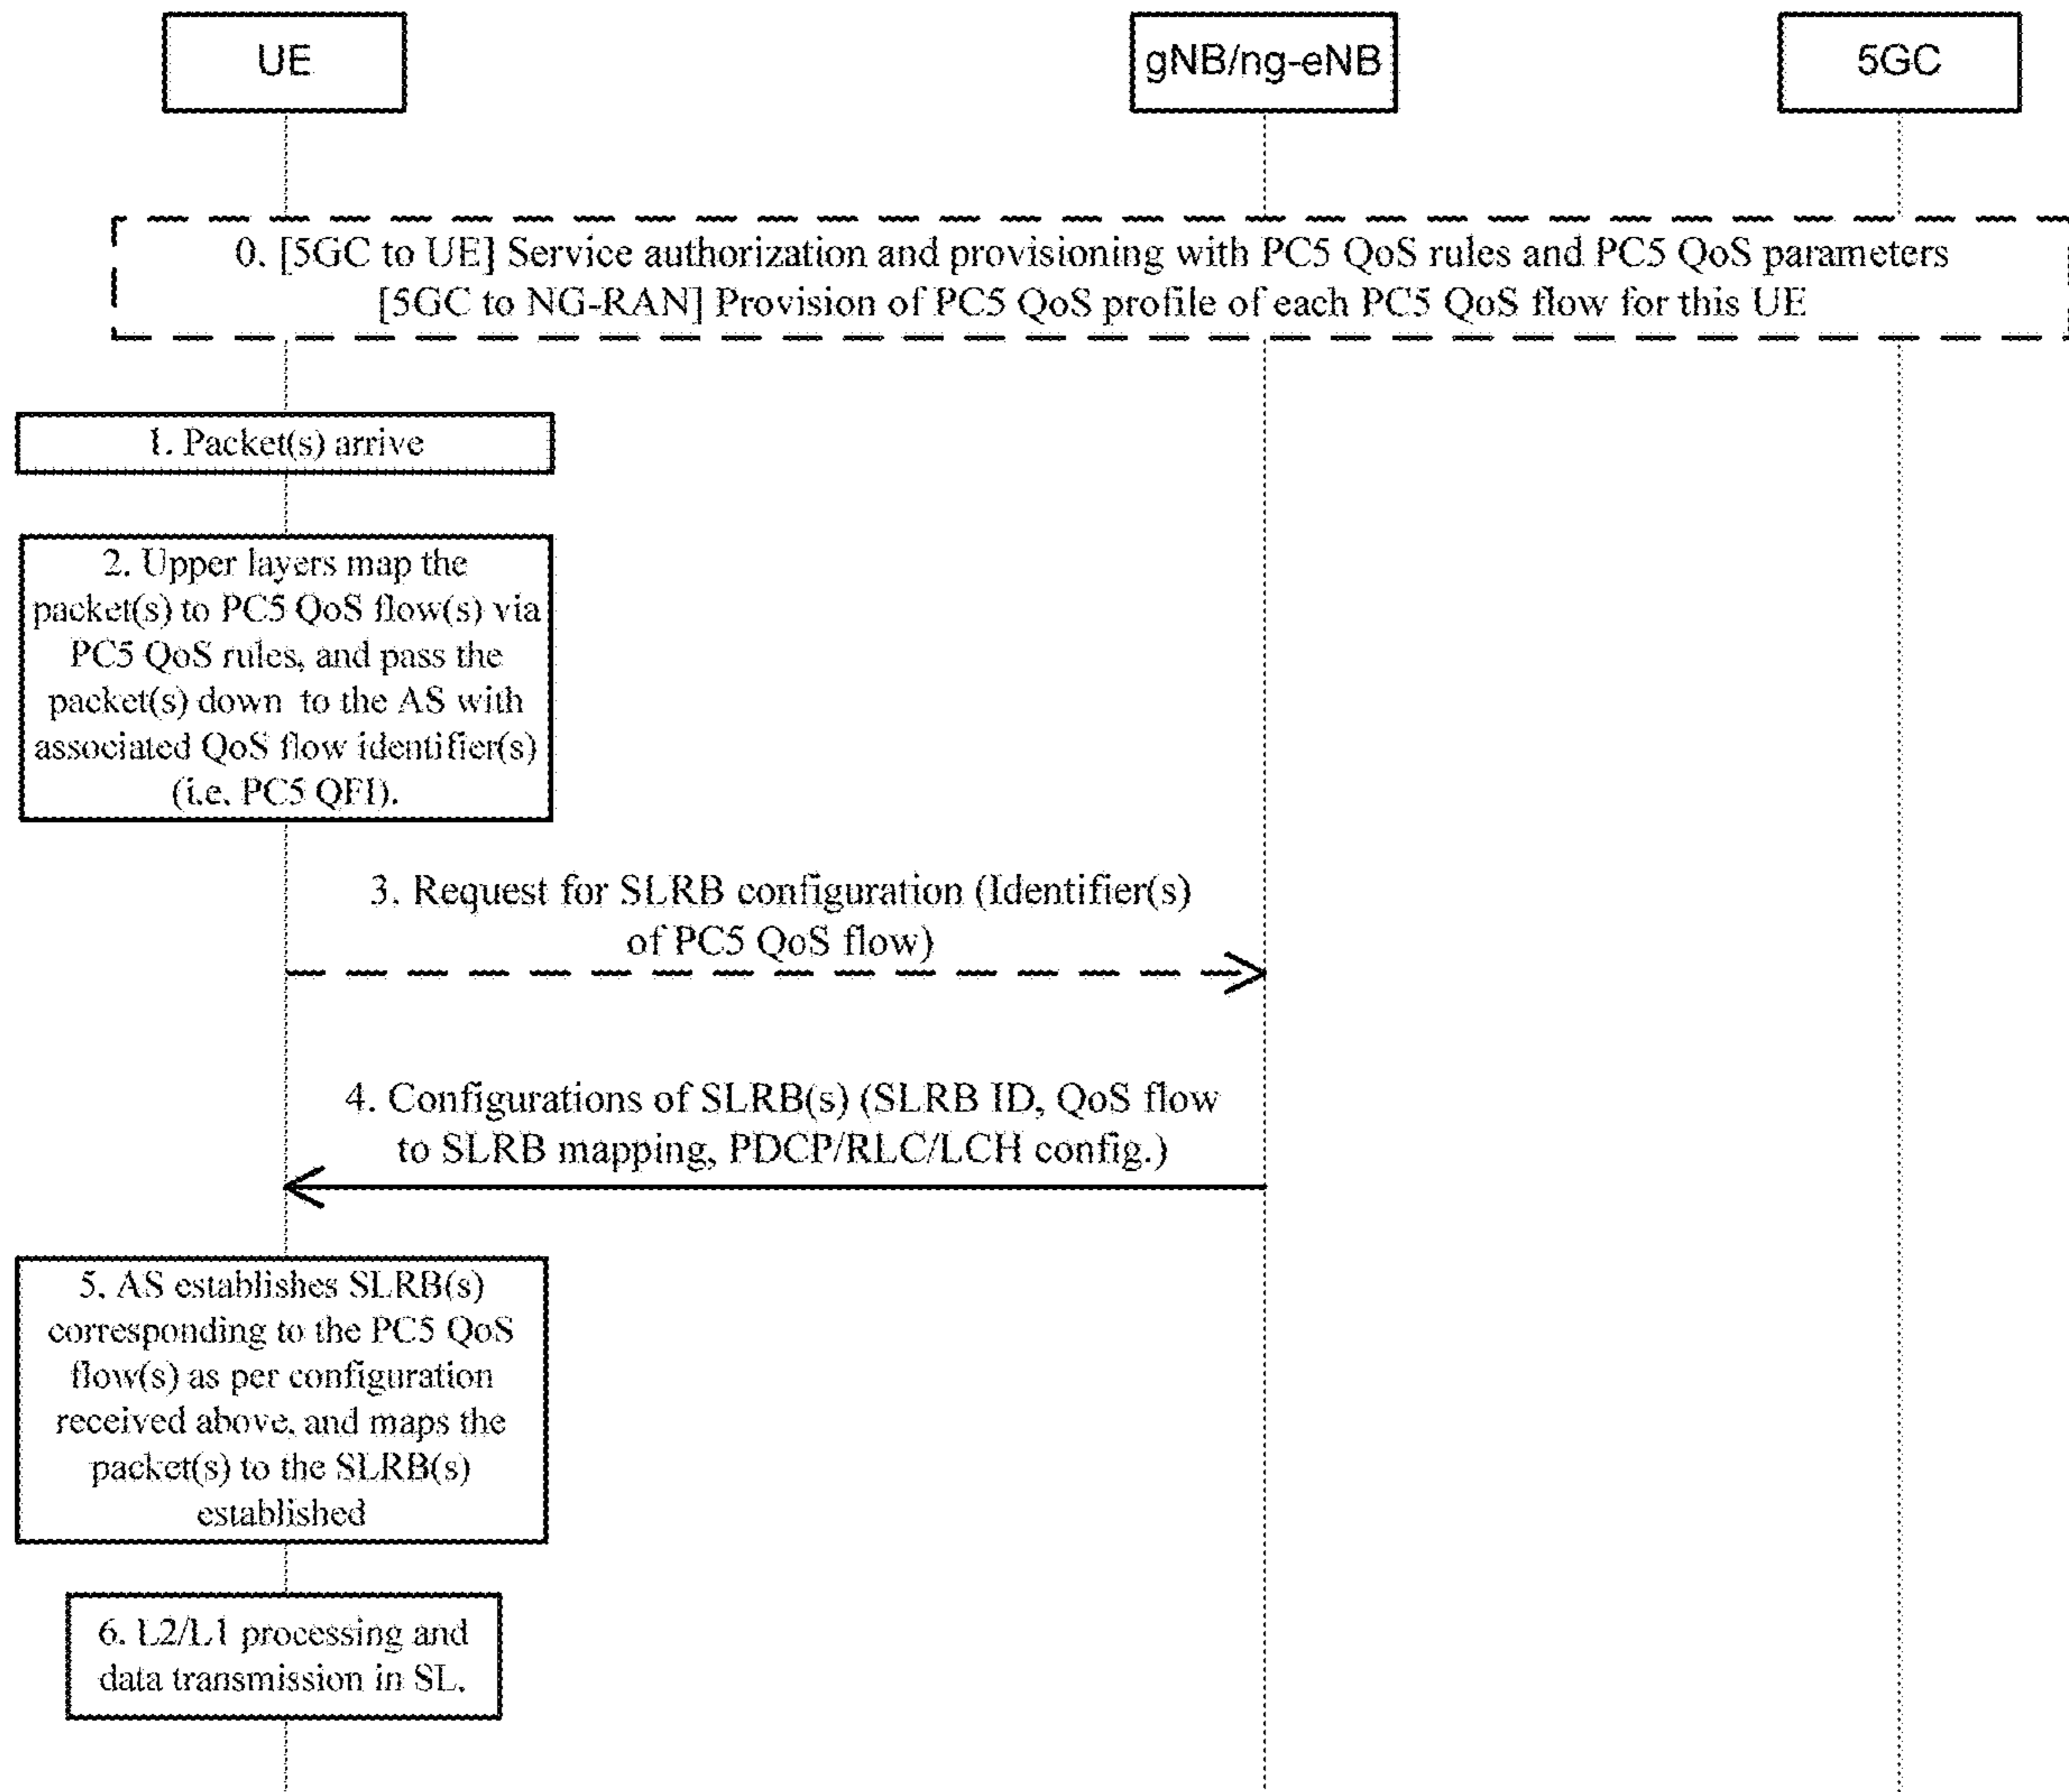 UE
gNB/ng-eNB
5GC
0. [5GC to UE] Service authorization and provisioning with PC5 QoS rules and PC5 QoS parameters
[5GC to NG-RAN] Provision of PC5 QoS profile of each PC5 QoS flow for this UE
1. Packet(s) arrive
2. Upper layers map the
packet(s) to PC5 QoS flow(s) via
PC5 QoS rules, and pass the
packet(s) down to the AS with
associated QoS flow identifier(s)
(i.e. PC5 QFI).
3. Request for SLRB configuration (Identifier(s)
of PC5 QoS flow)
4. Configurations of SLRB(s) (SLRB ID, QoS flow
to SLRB mapping, PDCP/RLC/LCH config.)
5. AS establishes SLRB(s)
corresponding to the PC5 QoS
flow(s) as per configuration
received above, and maps the
packet(s) to the SLRB(s)
established
6. L2/L1 processing and
data transmission in SL.